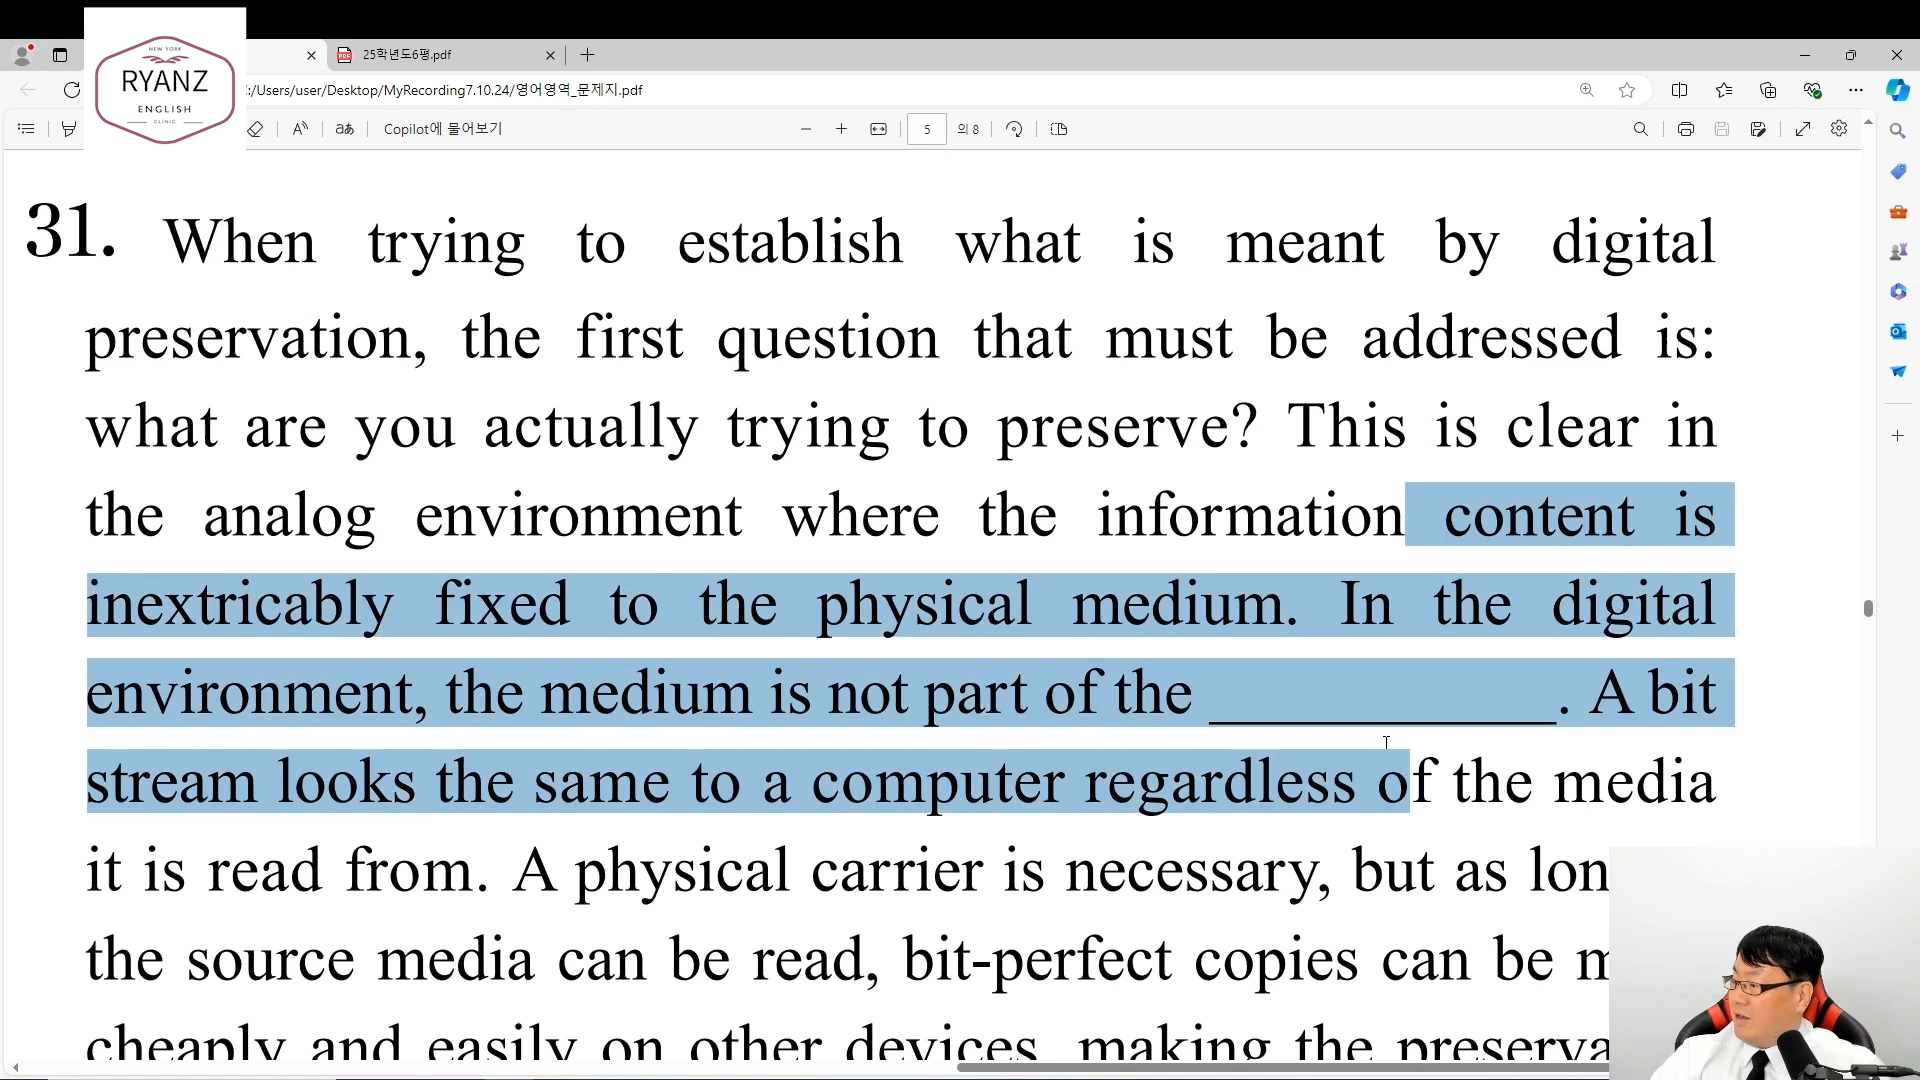 NEW YORK
RYANZ
ENGLISH
CLINIC
25학년도6평.pdf
:/Users/user/Desktop/MyRecording7.10.24/영어영역_문제지.pdf
aあ
Copilot에 물어보기
5 의 8
31. When trying to establish what is meant by digital
preservation, the first question that must be addressed is:
what are you actually trying to preserve? This is clear in
the analog environment where the information content is
inextricably fixed to the physical medium. In the digital
environment, the medium is not part of the ____________. A bit
stream looks the same to a computer regardless of the media
it is read from. A physical carrier is necessary, but as lon
the source media can be read, bit-perfect copies can be m
cheaply and easily on other devices, making the preserva